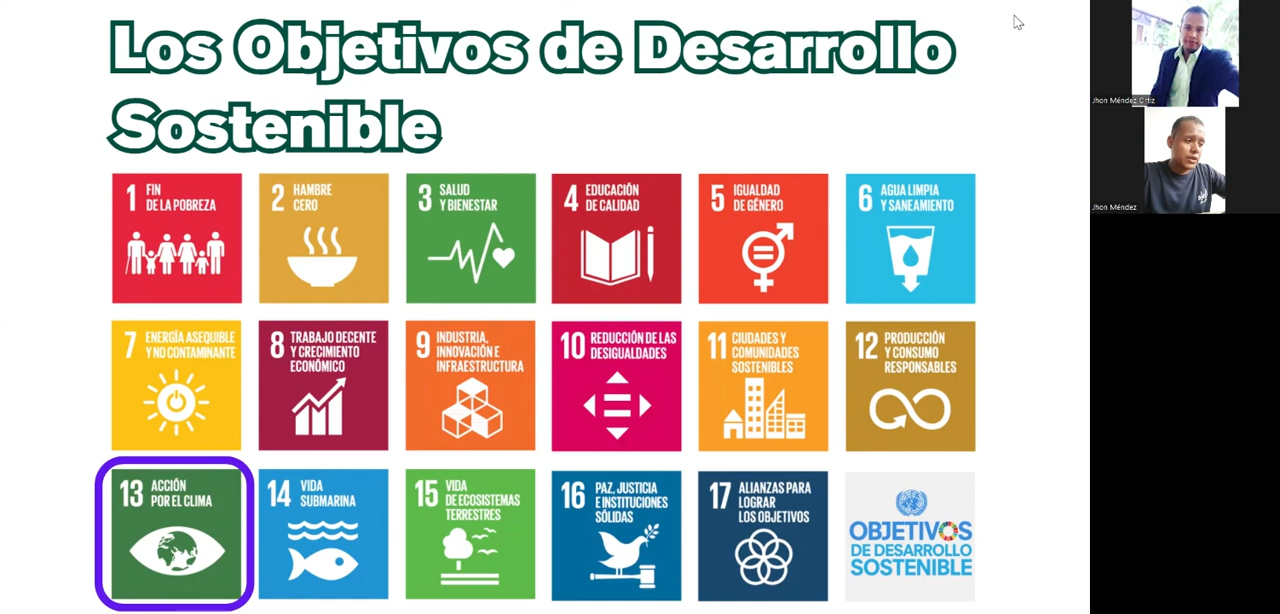 Los Objetivos de Desarrollo
Sostenible
1 FIN
DE LA POBREZA
2 HAMBRE
CERO
3 SALUD
Y BIENESTAR
4 EDUCACIÓN
DE CALIDAD
5 IGUALDAD
DE GÉNERO
6 AGUA LIMPIA
Y SANEAMIENTO
7 ENERGÍA ASEQUIBLE
Y NO CONTAMINANTE
8 TRABAJO DECENTE
Y CRECIMIENTO
ECONÓMICO
9 INDUSTRIA,
INNOVACIÓN E
INFRAESTRUCTURA
10 REDUCCIÓN DE LAS
DESIGUALDADES
11 CIUDADES Y
COMUNIDADES
SOSTENIBLES
12 PRODUCCIÓN
Y CONSUMO
RESPONSABLES
13 ACCIÓN
POR EL CLIMA
14 VIDA
SUBMARINA
15 VIDA
DE ECOSISTEMAS
TERRESTRES
16 PAZ, JUSTICIA
E INSTITUCIONES
SÓLIDAS
17 ALIANZAS PARA
LOGRAR
LOS OBJETIVOS
OBJETIVOS
DE DESARROLLO
SOSTENIBLE
Jhon Méndez Ortiz
Jhon Méndez